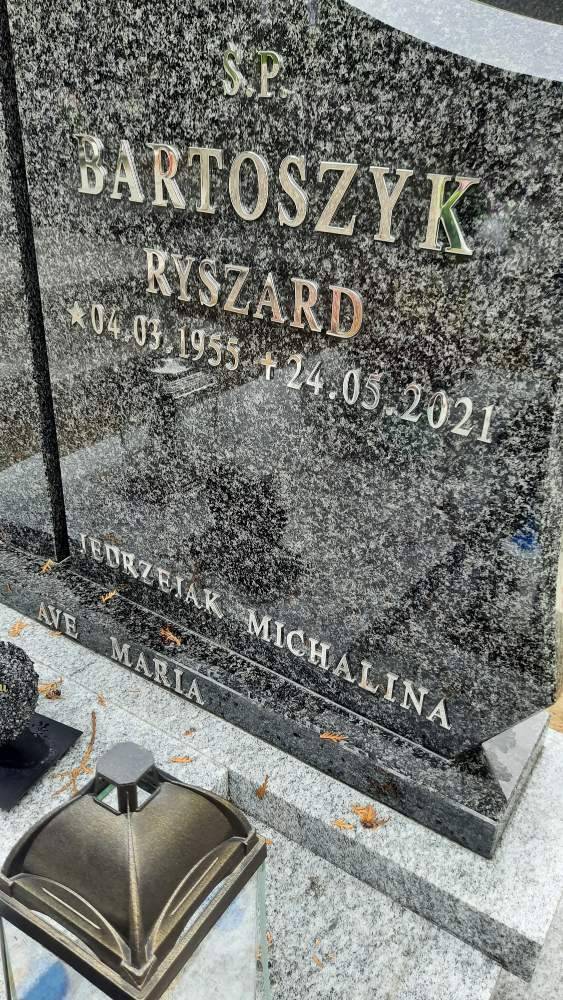 Ś.P.
BARTOSZYK
RYSZARD
★04.03.1955 +24.05.2021
JĘDRZEJAK MICHALINA
AVE MARIA